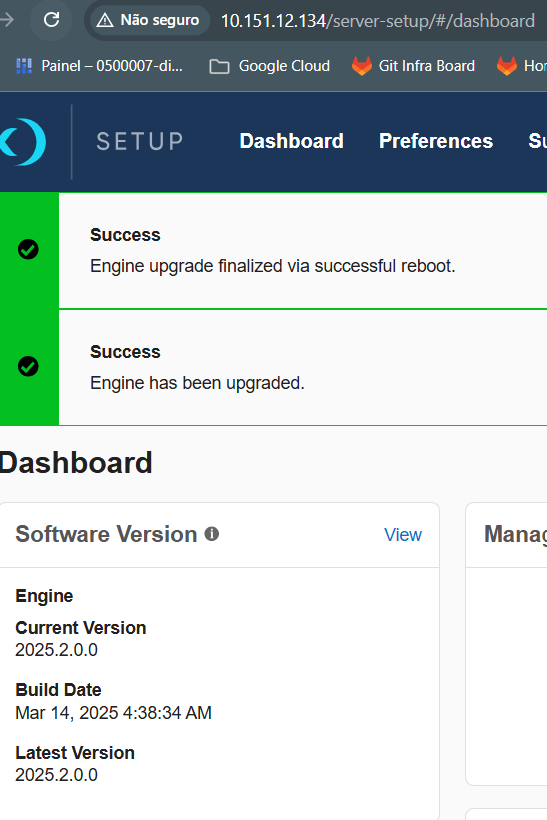 Não seguro 10.151.12.134/server-setup/#/dashboard
Painel – 0500007-di... Google Cloud Git Infra Board Hor
SETUP Dashboard Preferences Su
Success
Engine upgrade finalized via successful reboot.
Success
Engine has been upgraded.
Dashboard
Software Version View Manag
Engine
Current Version
2025.2.0.0
Build Date
Mar 14, 2025 4:38:34 AM
Latest Version
2025.2.0.0